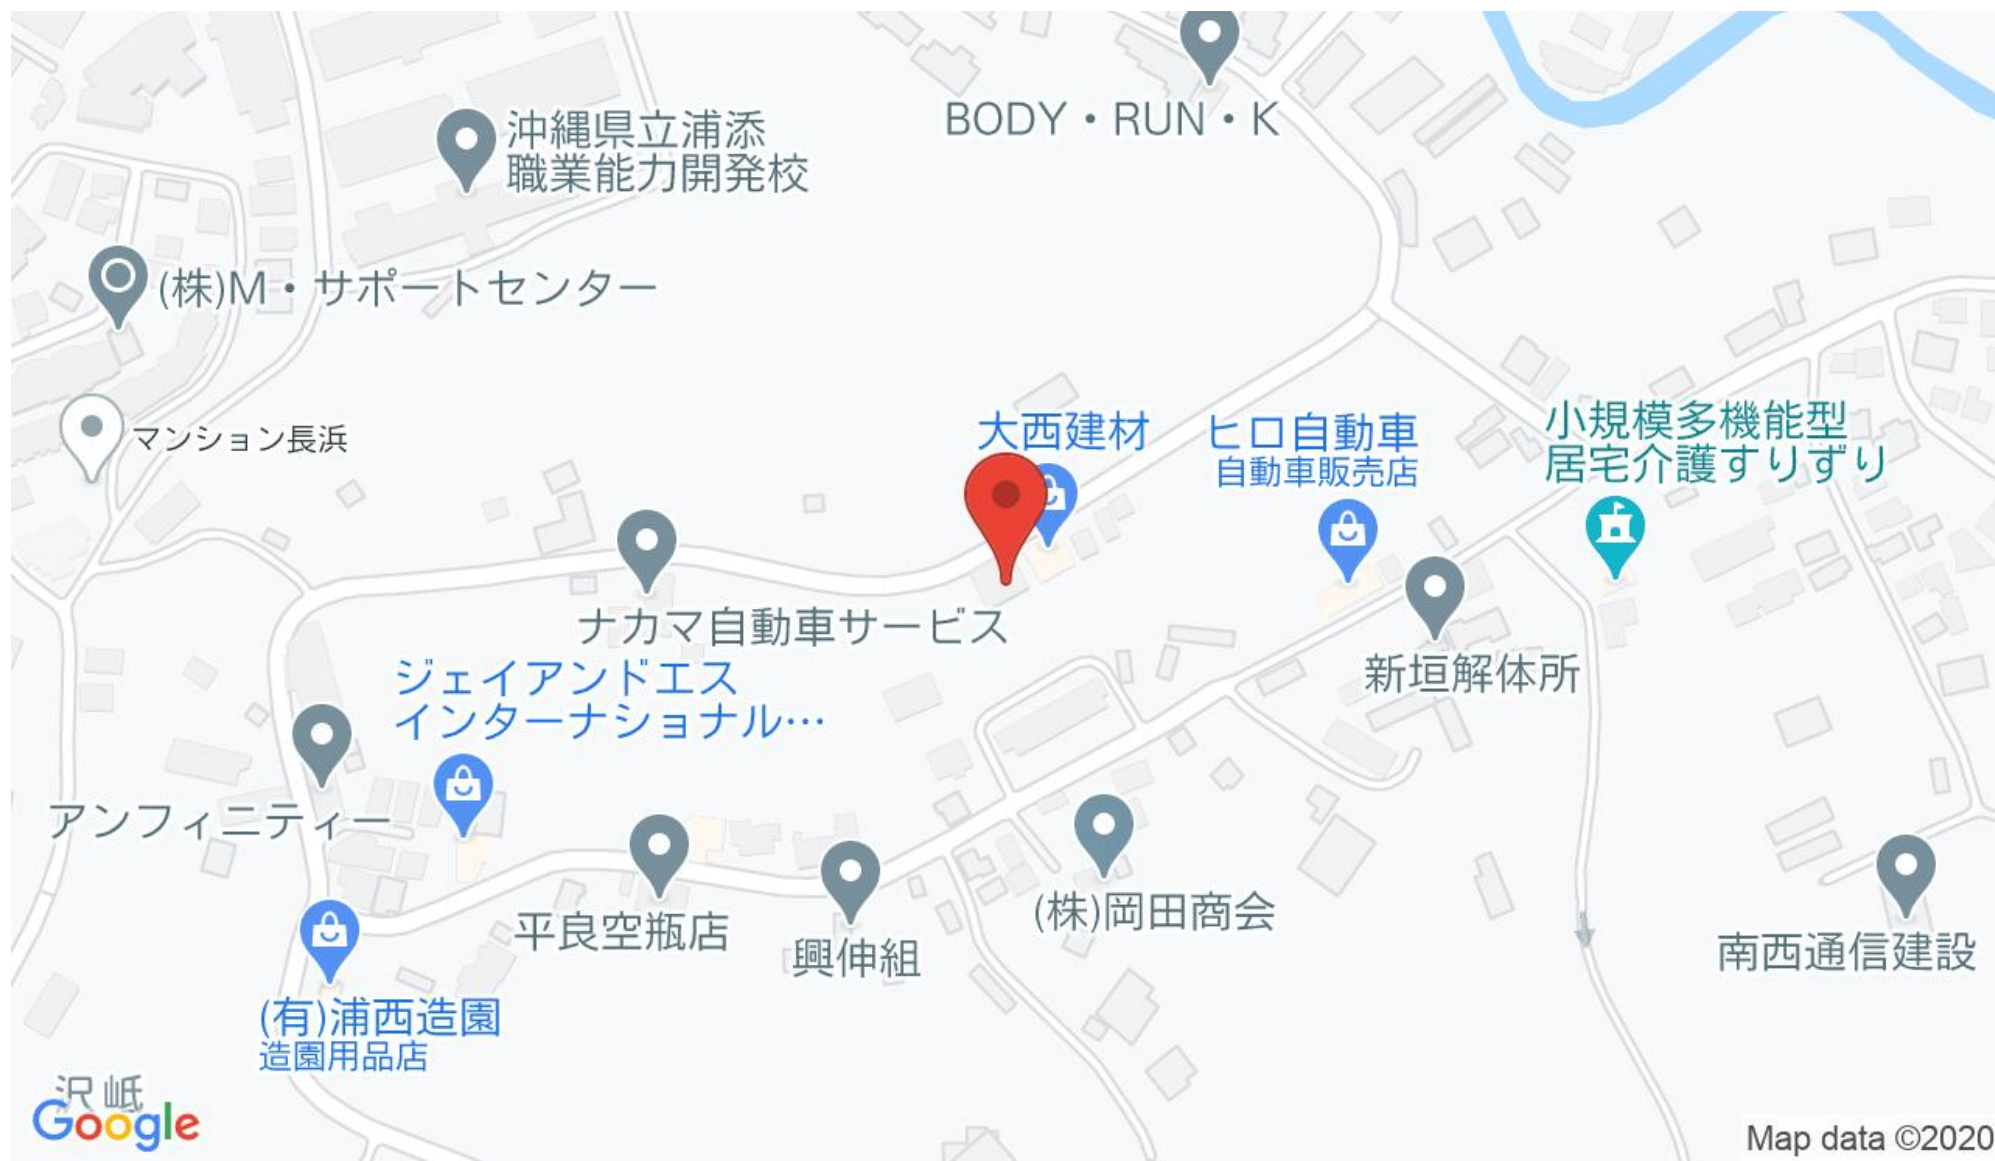 BODY・RUN・K
沖縄県立浦添
職業能力開発校
(株)M・サポートセンター
マンション長浜
大西建材
ヒロ自動車
自動車販売店
小規模多機能型
居宅介護すりずり
ナカマ自動車サービス
新垣解体所
ジェイアンドエス
インターナショナル…
アンフィニティー
平良空瓶店
興伸組
(株)岡田商会
南西通信建設
(有)浦西造園
造園用品店
沢岻
Google
Map data ©2020